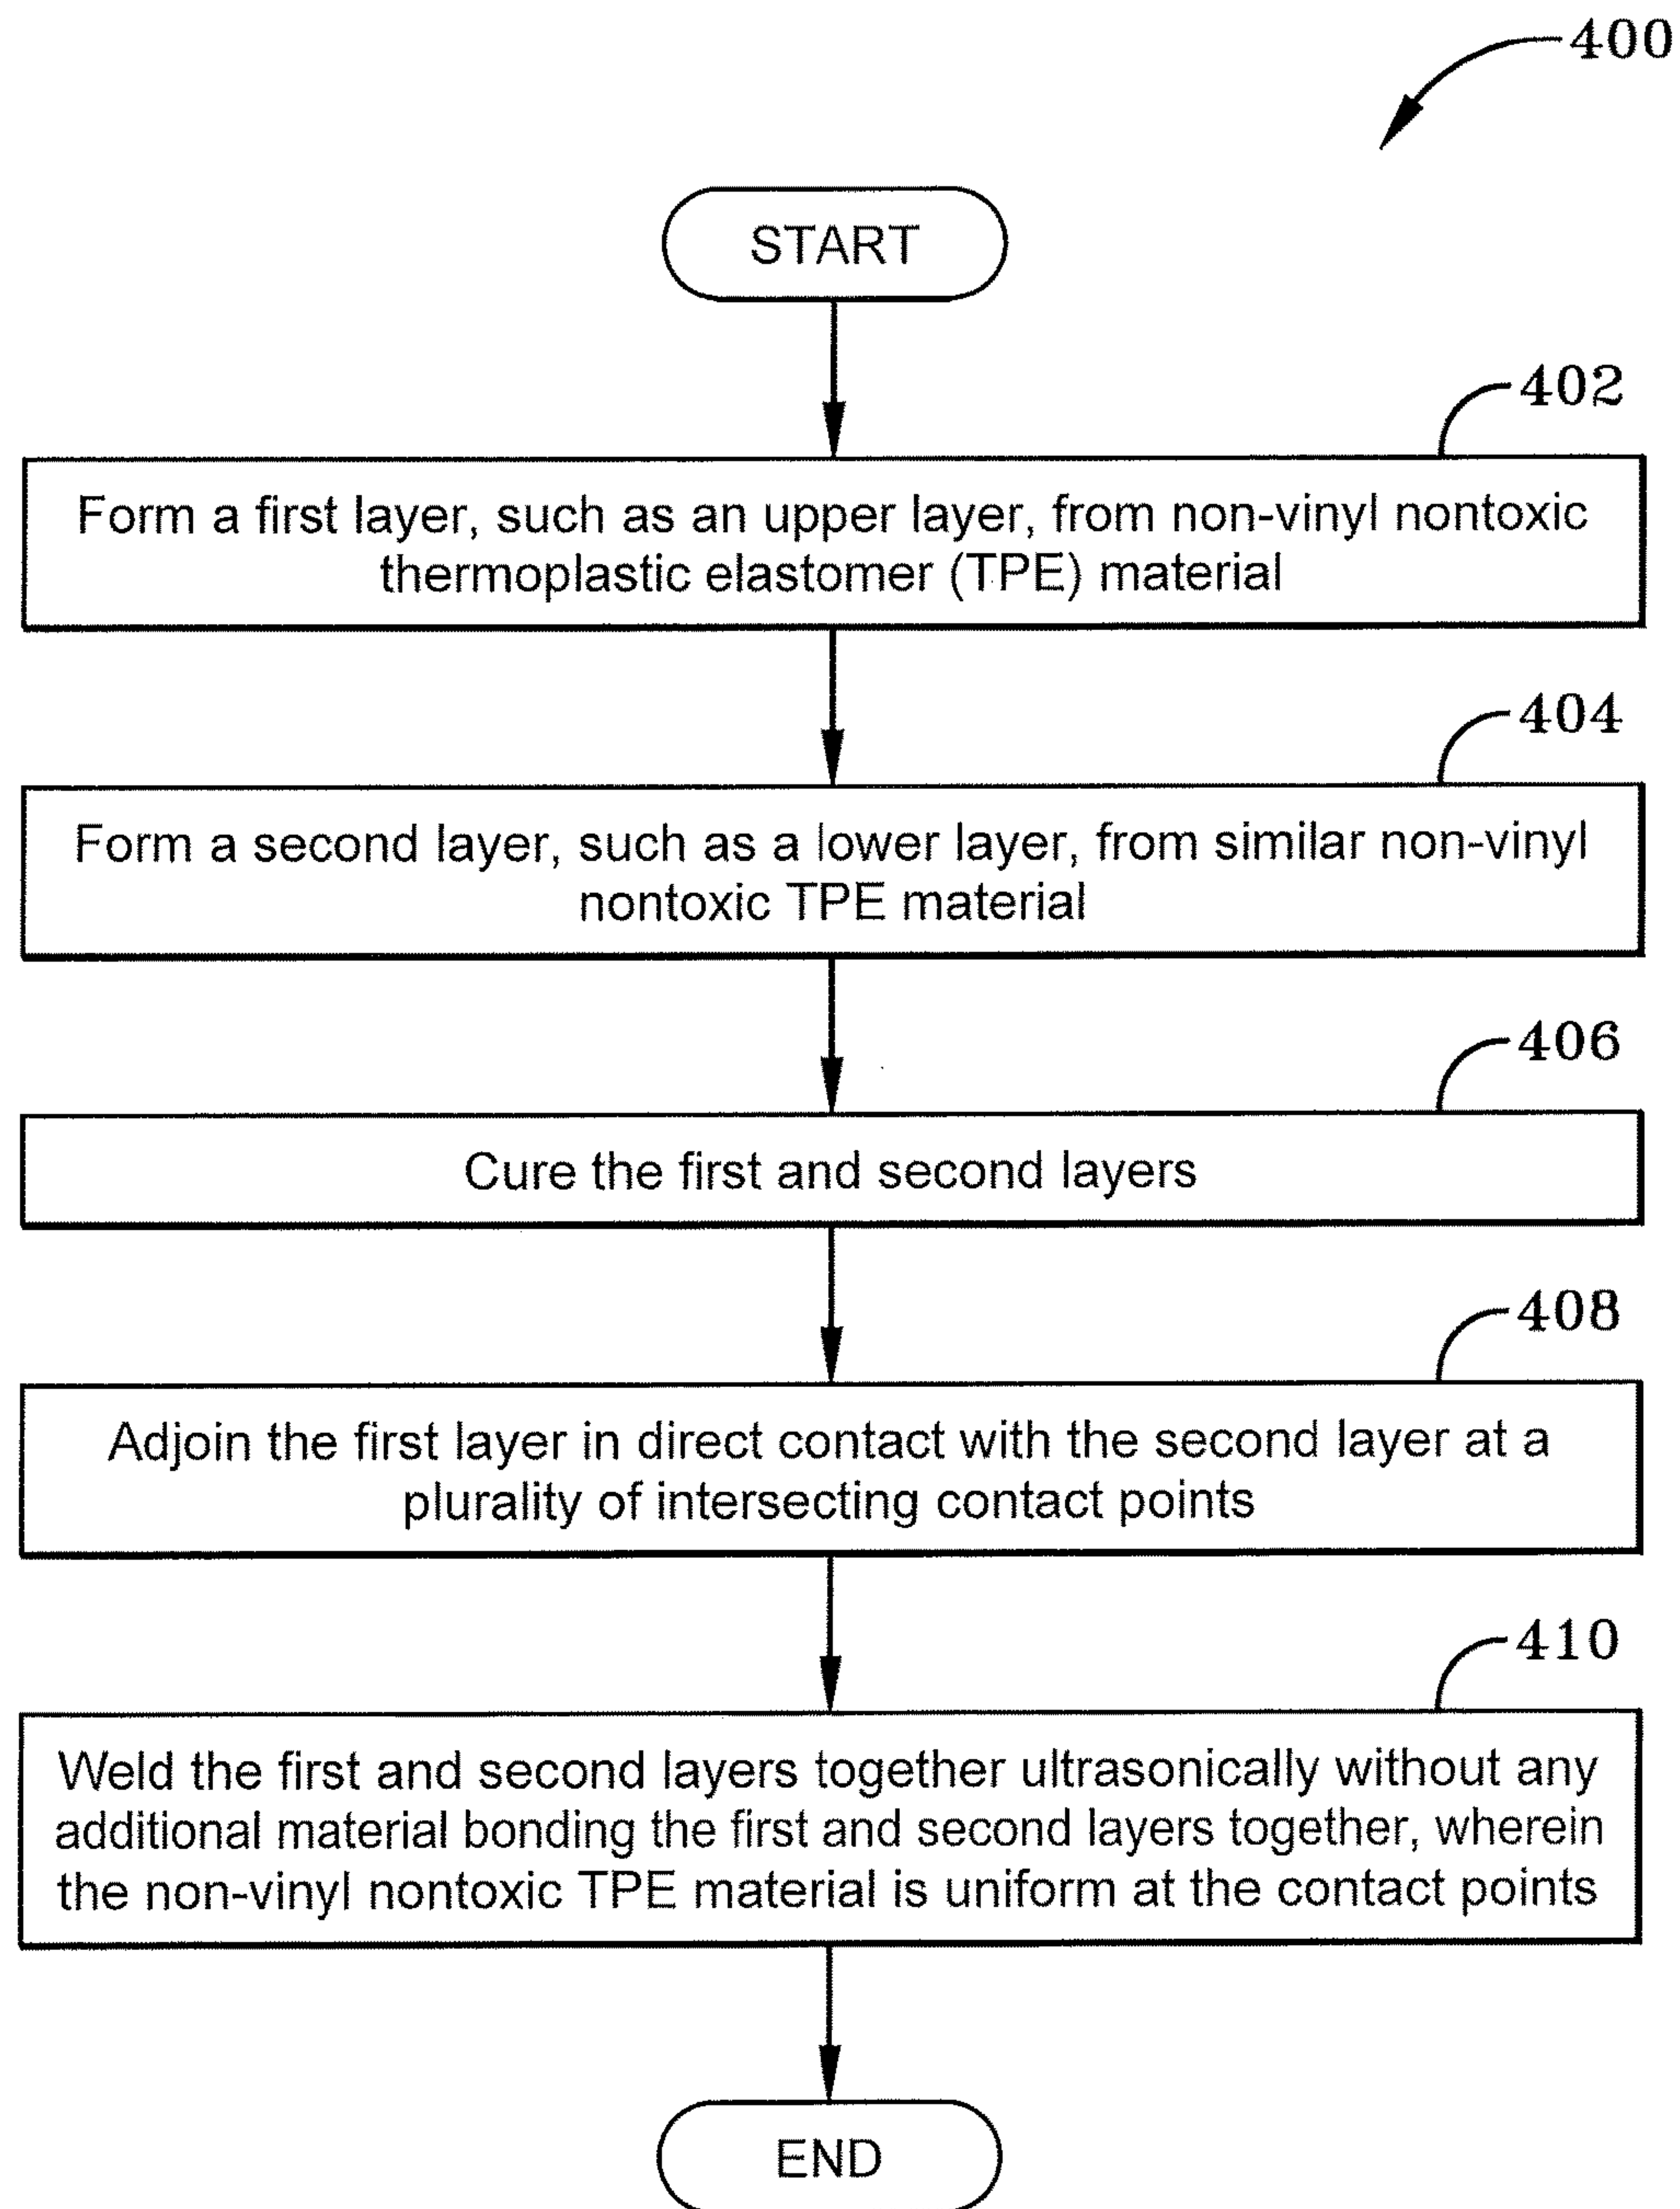 400
START
402
Form a first layer, such as an upper layer, from non-vinyl nontoxic
thermoplastic elastomer (TPE) material
404
Form a second layer, such as a lower layer, from similar non-vinyl
nontoxic TPE material
406
Cure the first and second layers
408
Adjoin the first layer in direct contact with the second layer at a
plurality of intersecting contact points
410
Weld the first and second layers together ultrasonically without any
additional material bonding the first and second layers together, wherein
the non-vinyl nontoxic TPE material is uniform at the contact points
END